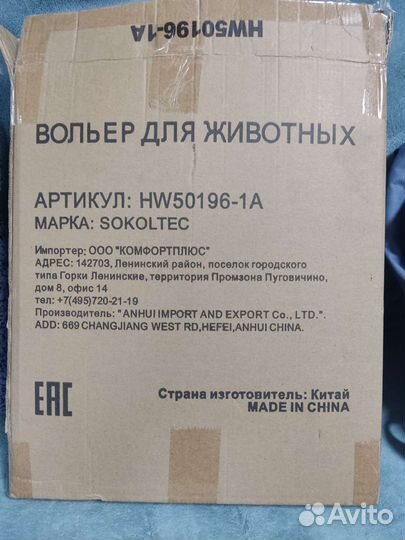 HW50196-1A
ВОЛЬЕР ДЛЯ ЖИВОТНЫХ
АРТИКУЛ: HW50196-1A
МАРКА: SOKOLTEC
Импортер: ООО "КОМФОРТПЛЮС"
АДРЕС: 142703, Ленинский район, поселок городского
типа Горки Ленинские, территория Промзона Пуговичино,
дом 8, офис 14
тел: +7(495)720-21-19
Производитель: "ANHUI IMPORT AND EXPORT Co., LTD.".
ADD: 669 CHANGJIANG WEST RD,HEFEI,ANHUI CHINA.
EAC
Страна изготовитель: Китай
MADE IN CHINA
Avito